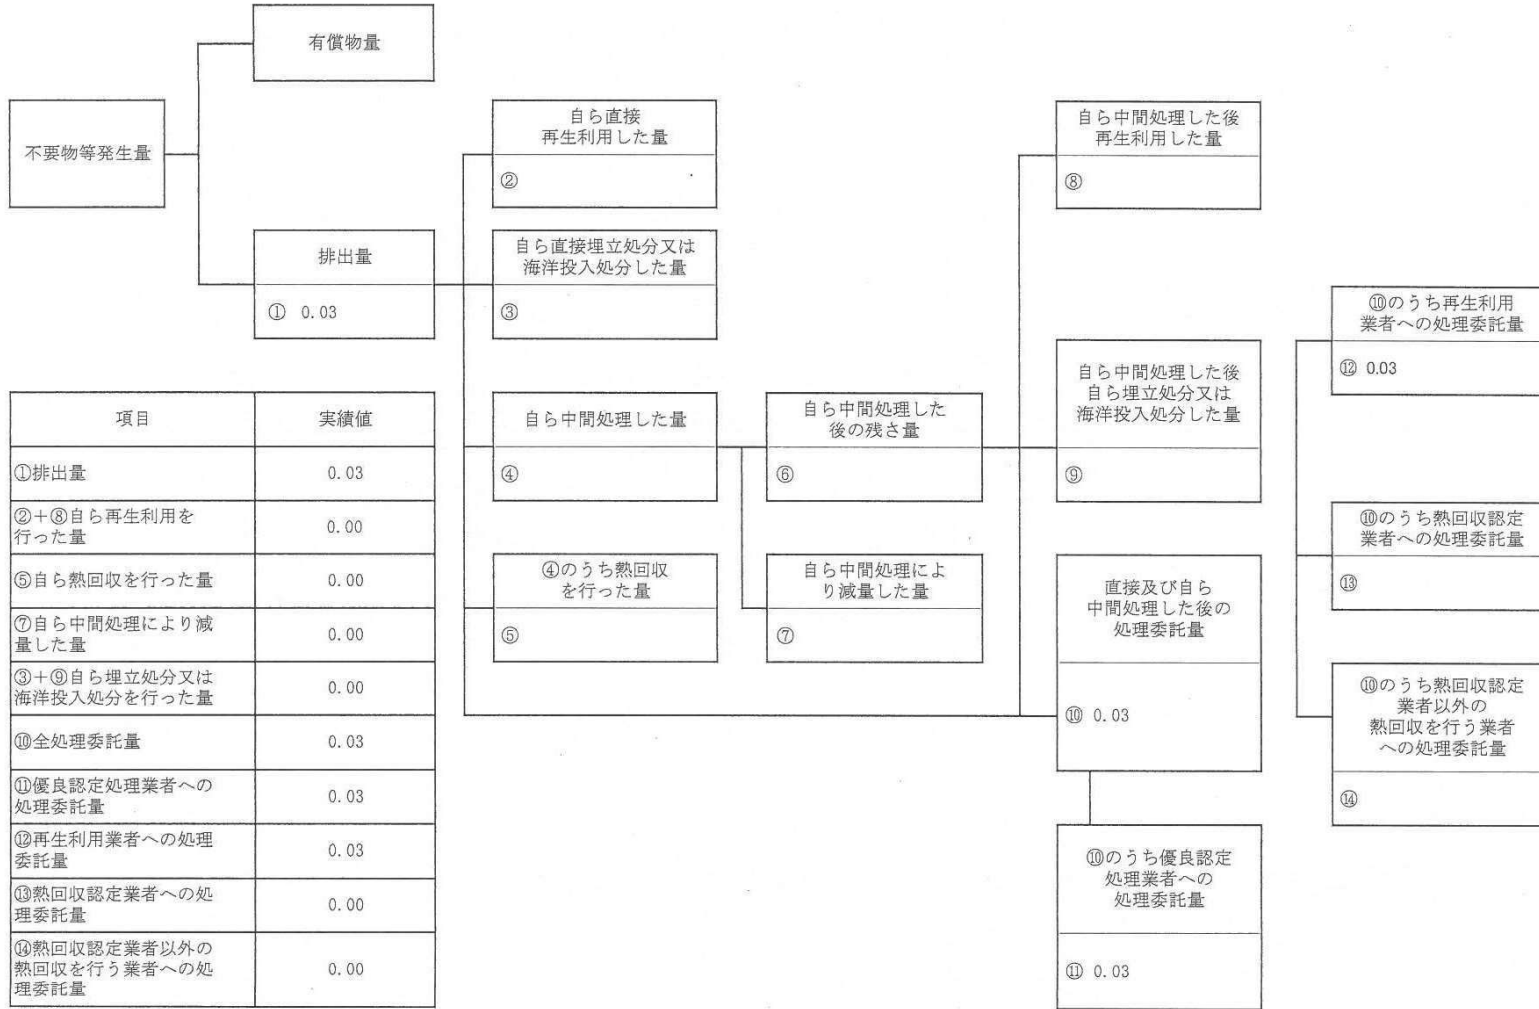 有償物量
不要物等発生量
排出量
① 0.03
自ら直接
再生利用した量
②
自ら直接埋立処分又は
海洋投入処分した量
③
自ら中間処理した量
④
④のうち熱回収
を行った量
⑤
自ら中間処理した
後の残さ量
⑥
自ら中間処理によ
り減量した量
⑦
自ら中間処理した後
再生利用した量
⑧
自ら中間処理した後
自ら埋立処分又は
海洋投入処分した量
⑨
直接及び自ら
中間処理した後の
処理委託量
⑩ 0.03
⑩のうち優良認定
処理業者への
処理委託量
⑪ 0.03
⑩のうち再生利用
業者への処理委託量
⑫ 0.03
⑩のうち熱回収認定
業者への処理委託量
⑬
⑩のうち熱回収認定
業者以外の
熱回収を行う業者
への処理委託量
⑭
項目 実績値
①排出量 0.03
②+⑧自ら再生利用を
行った量 0.00
⑤自ら熱回収を行った量 0.00
⑦自ら中間処理により減
量した量 0.00
③+⑨自ら埋立処分又は
海洋投入処分を行った量 0.00
⑩全処理委託量 0.03
⑪優良認定処理業者への
処理委託量 0.03
⑫再生利用業者への処理
委託量 0.03
⑬熱回収認定業者への処
理委託量 0.00
⑭熱回収認定業者以外の
熱回収を行う業者への処
理委託量 0.00